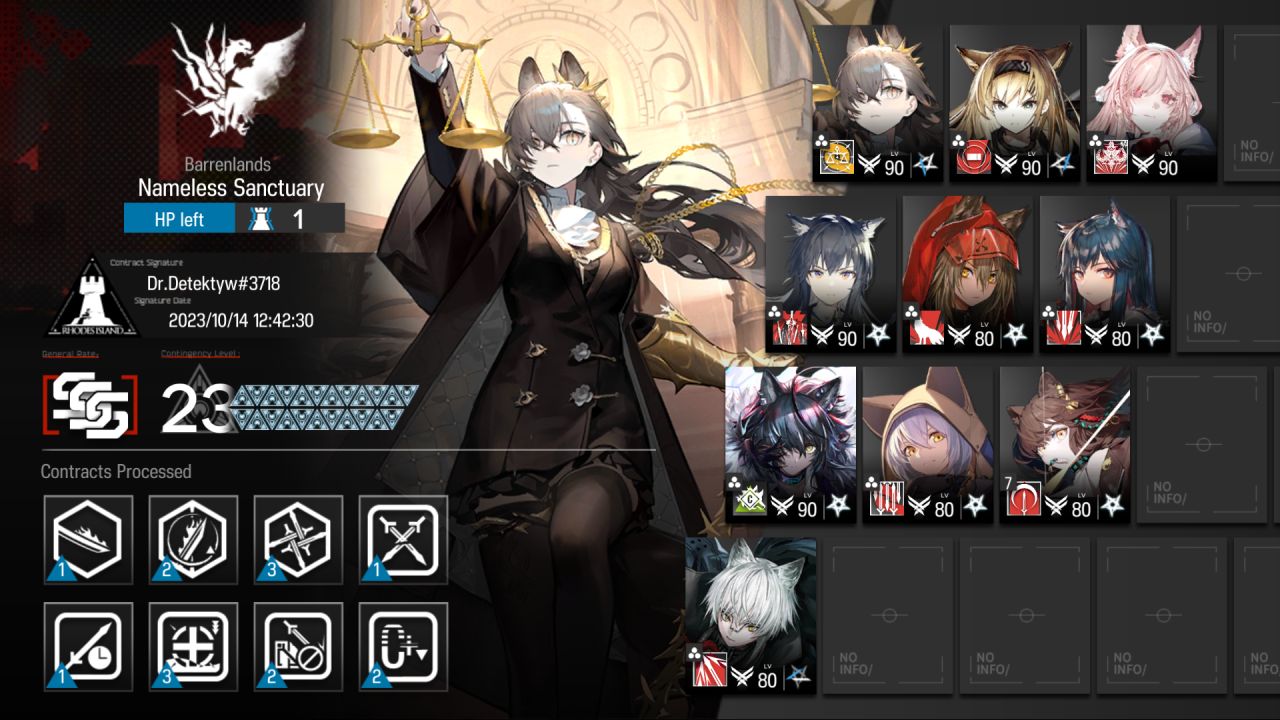 Barrenlands
Nameless Sanctuary
HP left 1
Contract Signature
Dr.Detektyw#3718
Signature Date
2023/10/14 12:42:30
RHODES ISLAND
General Rate:
Contingency Level:
SSS
23
Contracts Processed
1 2 3 1
1 3 2 2
LV 90 LV 90 LV 90 NO INFO/
LV 90 LV 80 LV 80 NO INFO/
C LV 90 LV 80 7 LV 80 NO INFO/
LV 80 NO INFO/ NO INFO/ NO INFO/ NO INFO